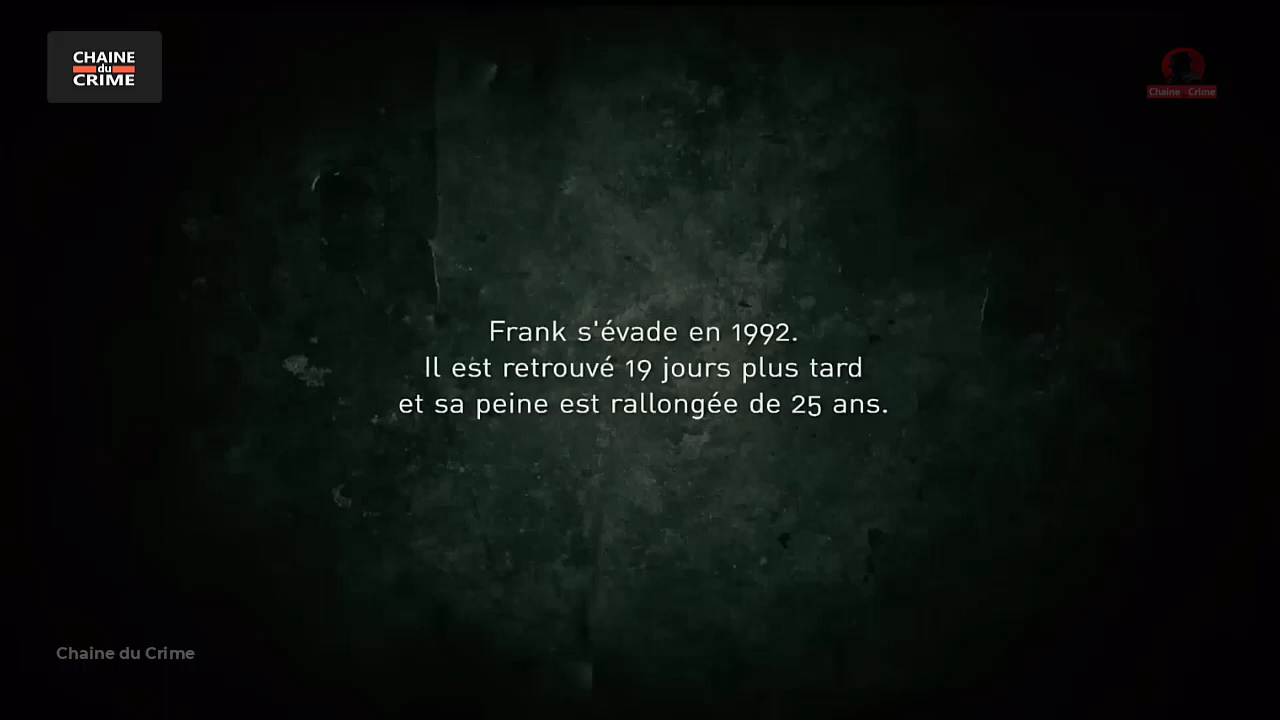 CHAINE
du
CRIME
Chaine Crime
Frank s'évade en 1992.
Il est retrouvé 19 jours plus tard
et sa peine est rallongée de 25 ans.
Chaine du Crime